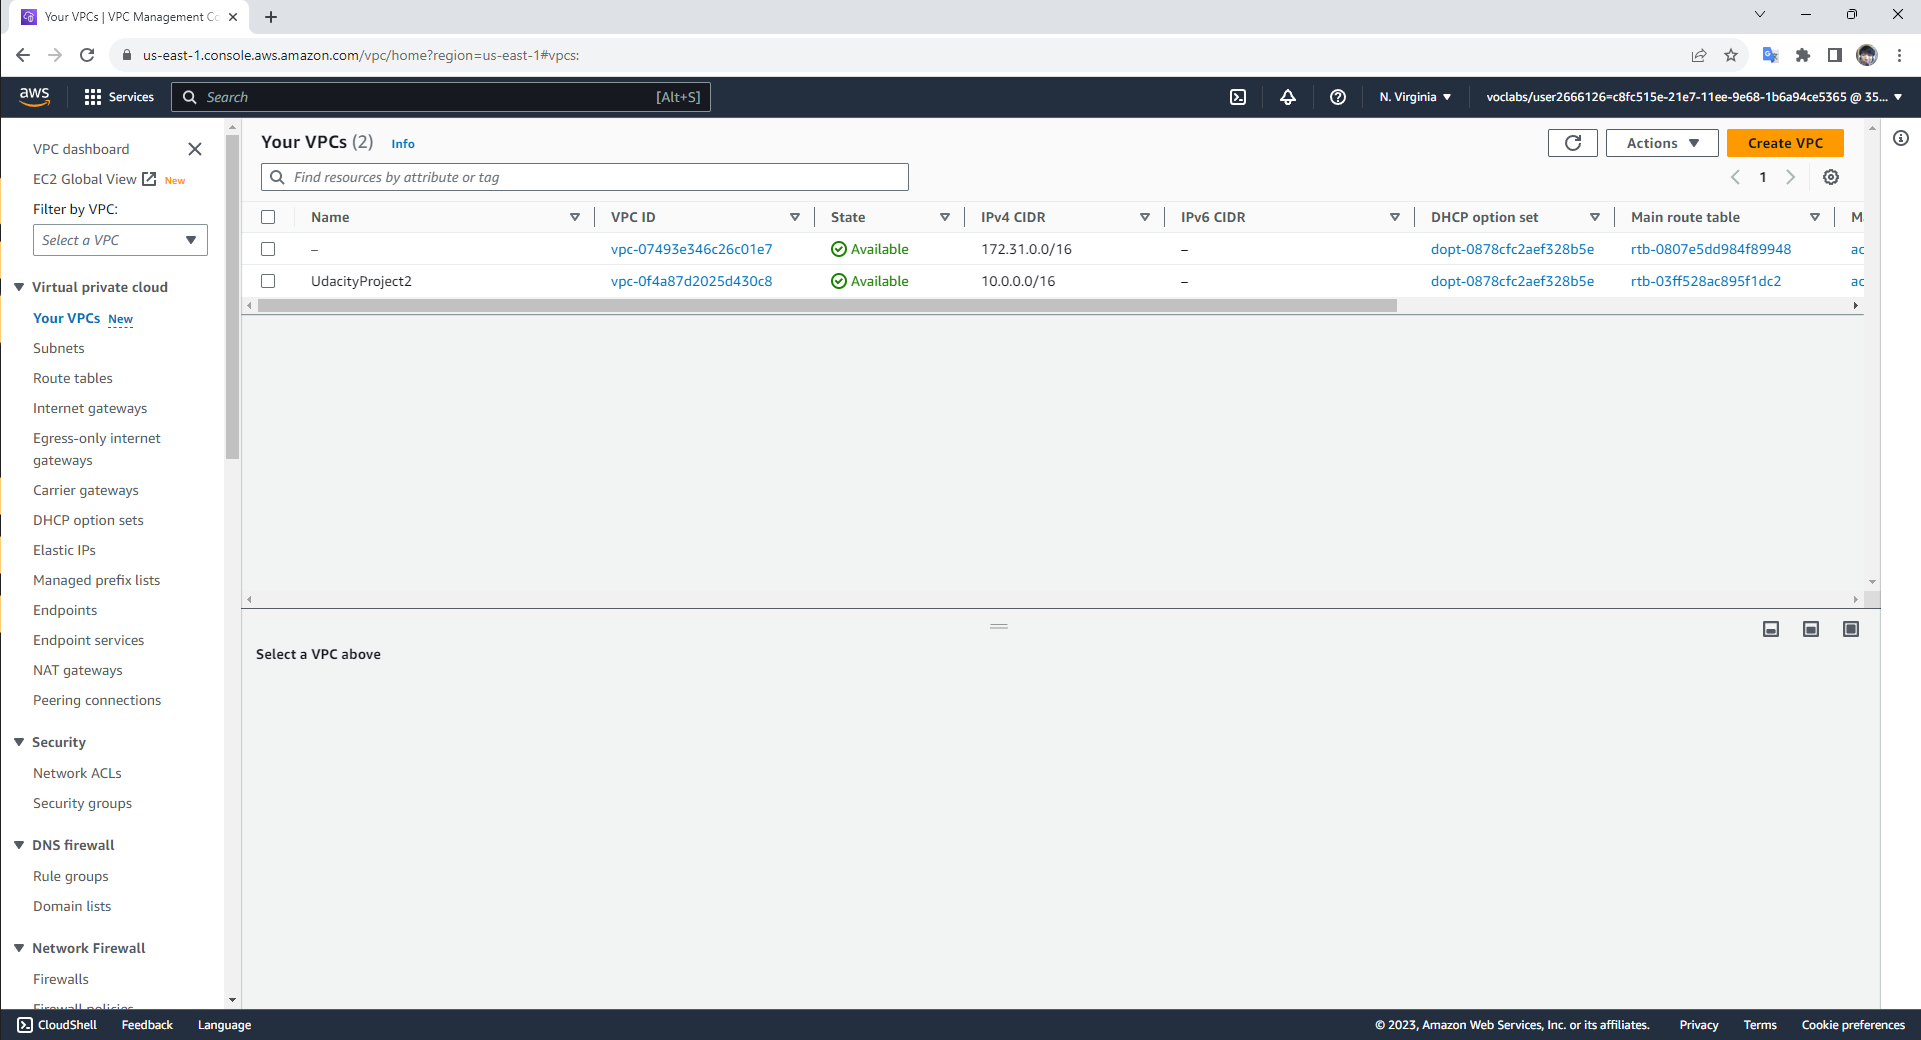 Your VPCs | VPC Management Co
us-east-1.console.aws.amazon.com/vpc/home?region=us-east-1#vpcs:
aws Services Search [Alt+S] N. Virginia voclabs/user2666126=c8fc515e-21e7-11ee-9e68-1b6a94ce5365 @ 35...
VPC dashboard
EC2 Global View New
Filter by VPC:
Select a VPC
Virtual private cloud
Your VPCs New
Subnets
Route tables
Internet gateways
Egress-only internet
gateways
Carrier gateways
DHCP option sets
Elastic IPs
Managed prefix lists
Endpoints
Endpoint services
NAT gateways
Peering connections
Security
Network ACLs
Security groups
DNS firewall
Rule groups
Domain lists
Network Firewall
Firewalls
Firewall policies
Your VPCs (2) Info
Actions Create VPC
Find resources by attribute or tag
1
Name VPC ID State IPv4 CIDR IPv6 CIDR DHCP option set Main route table M
– vpc-07493e346c26c01e7 Available 172.31.0.0/16 – dopt-0878cfc2aef328b5e rtb-0807e5dd984f89948 ac
UdacityProject2 vpc-0f4a87d2025d430c8 Available 10.0.0.0/16 – dopt-0878cfc2aef328b5e rtb-03ff528ac895f1dc2 ac
Select a VPC above
CloudShell Feedback Language © 2023, Amazon Web Services, Inc. or its affiliates. Privacy Terms Cookie preferences